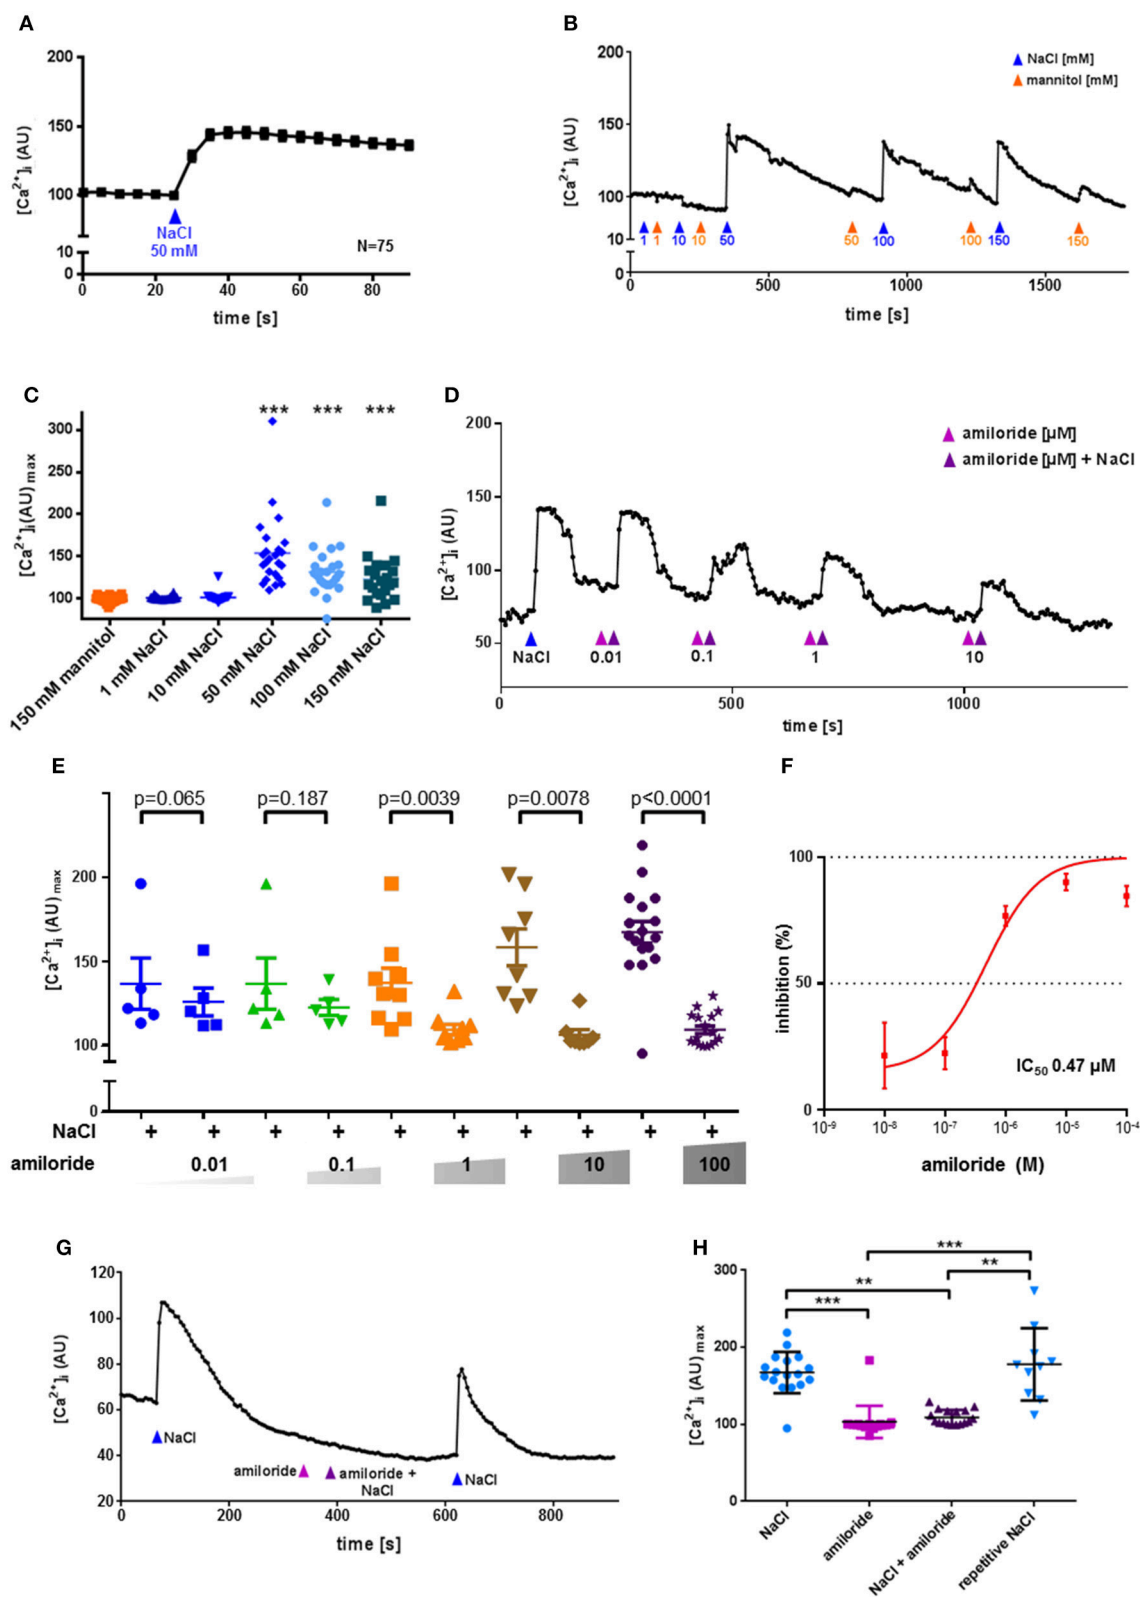 A
200
150
100
10
0
[Ca2+]i (AU)
NaCl
50 mM
N=75
0 20 40 60 80
time [s]
B
200
150
100
10
0
[Ca2+]i (AU)
NaCl [mM]
mannitol [mM]
1 1 10 10 50 50 100 100 150 150
0 500 1000 1500
time [s]
C
300
250
200
150
100
[Ca2+]i(AU) max
*** *** ***
150 mM mannitol
1 mM NaCl
10 mM NaCl
50 mM NaCl
100 mM NaCl
150 mM NaCl
D
200
150
100
50
[Ca2+]i (AU)
amiloride [µM]
amiloride [µM] + NaCl
NaCl 0.01 0.1 1 10
0 500 1000
time [s]
E
p=0.065 p=0.187 p=0.0039 p=0.0078 p<0.0001
200
150
100
0
[Ca2+]i (AU) max
NaCl + + + + + + + + + +
amiloride 0.01 0.1 1 10 100
F
100
50
0
inhibition (%)
IC50 0.47 µM
10-9 10-8 10-7 10-6 10-5 10-4
amiloride (M)
G
120
100
80
60
40
20
[Ca2+]i (AU)
NaCl
amiloride
amiloride +
NaCl
NaCl
0 200 400 600 800
time [s]
H
300
200
100
0
[Ca2+]i (AU) max
***
**
**
***
NaCl
amiloride
NaCl + amiloride
repetitive NaCl